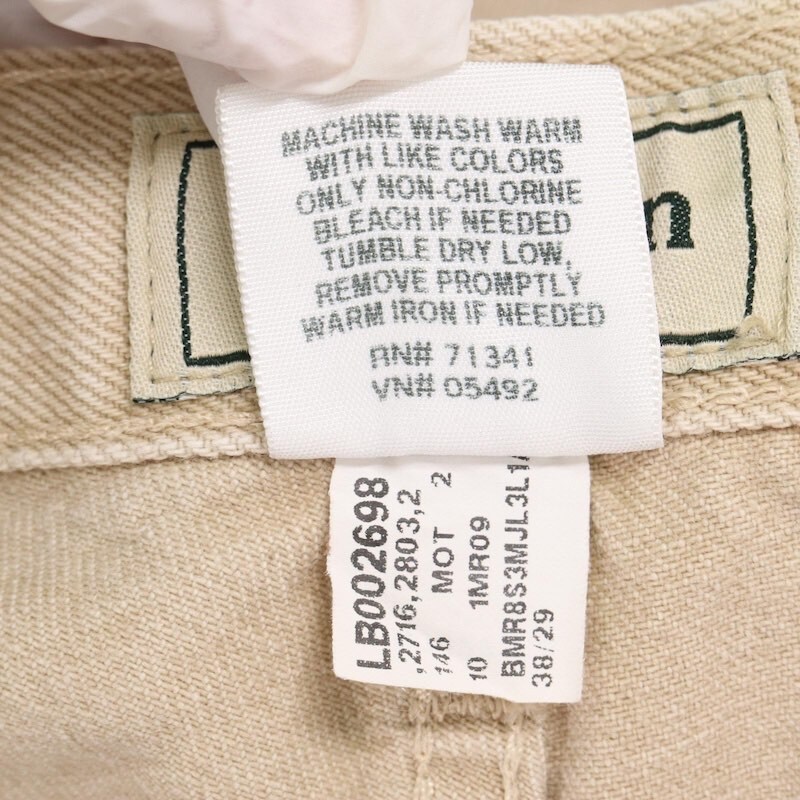 MACHINE WASH WARM
WITH LIKE COLORS
ONLY NON-CHLORINE
BLEACH IF NEEDED
TUMBLE DRY LOW,
REMOVE PROMPTLY
WARM IRON IF NEEDED
RN# 71341
VN# 05492
n
LB002698
,2716,2803,2
146 MOT 2
10 1MR09
BMR8S3MJL3L1
38/29